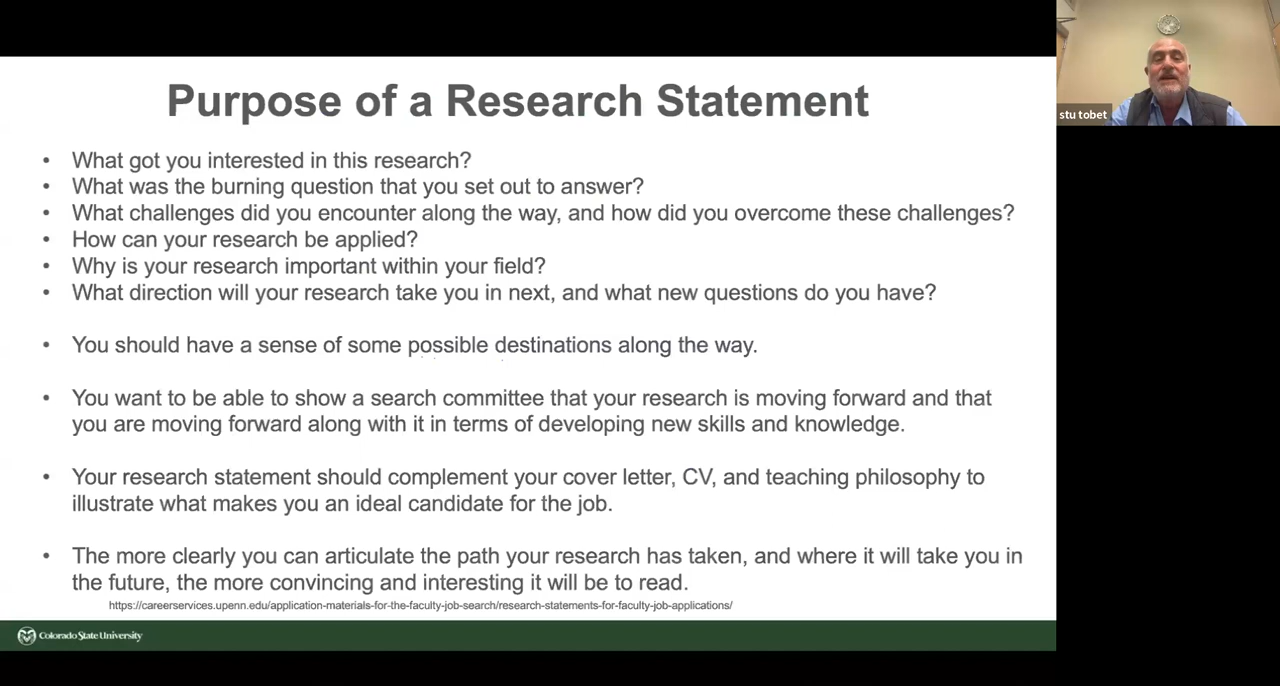 Purpose of a Research Statement
• What got you interested in this research?
• What was the burning question that you set out to answer?
• What challenges did you encounter along the way, and how did you overcome these challenges?
• How can your research be applied?
• Why is your research important within your field?
• What direction will your research take you in next, and what new questions do you have?
• You should have a sense of some possible destinations along the way.
• You want to be able to show a search committee that your research is moving forward and that
you are moving forward along with it in terms of developing new skills and knowledge.
• Your research statement should complement your cover letter, CV, and teaching philosophy to
illustrate what makes you an ideal candidate for the job.
• The more clearly you can articulate the path your research has taken, and where it will take you in
the future, the more convincing and interesting it will be to read.
https://careerservices.upenn.edu/application-materials-for-the-faculty-job-search/research-statements-for-faculty-job-applications/
Colorado State University
stu tobet